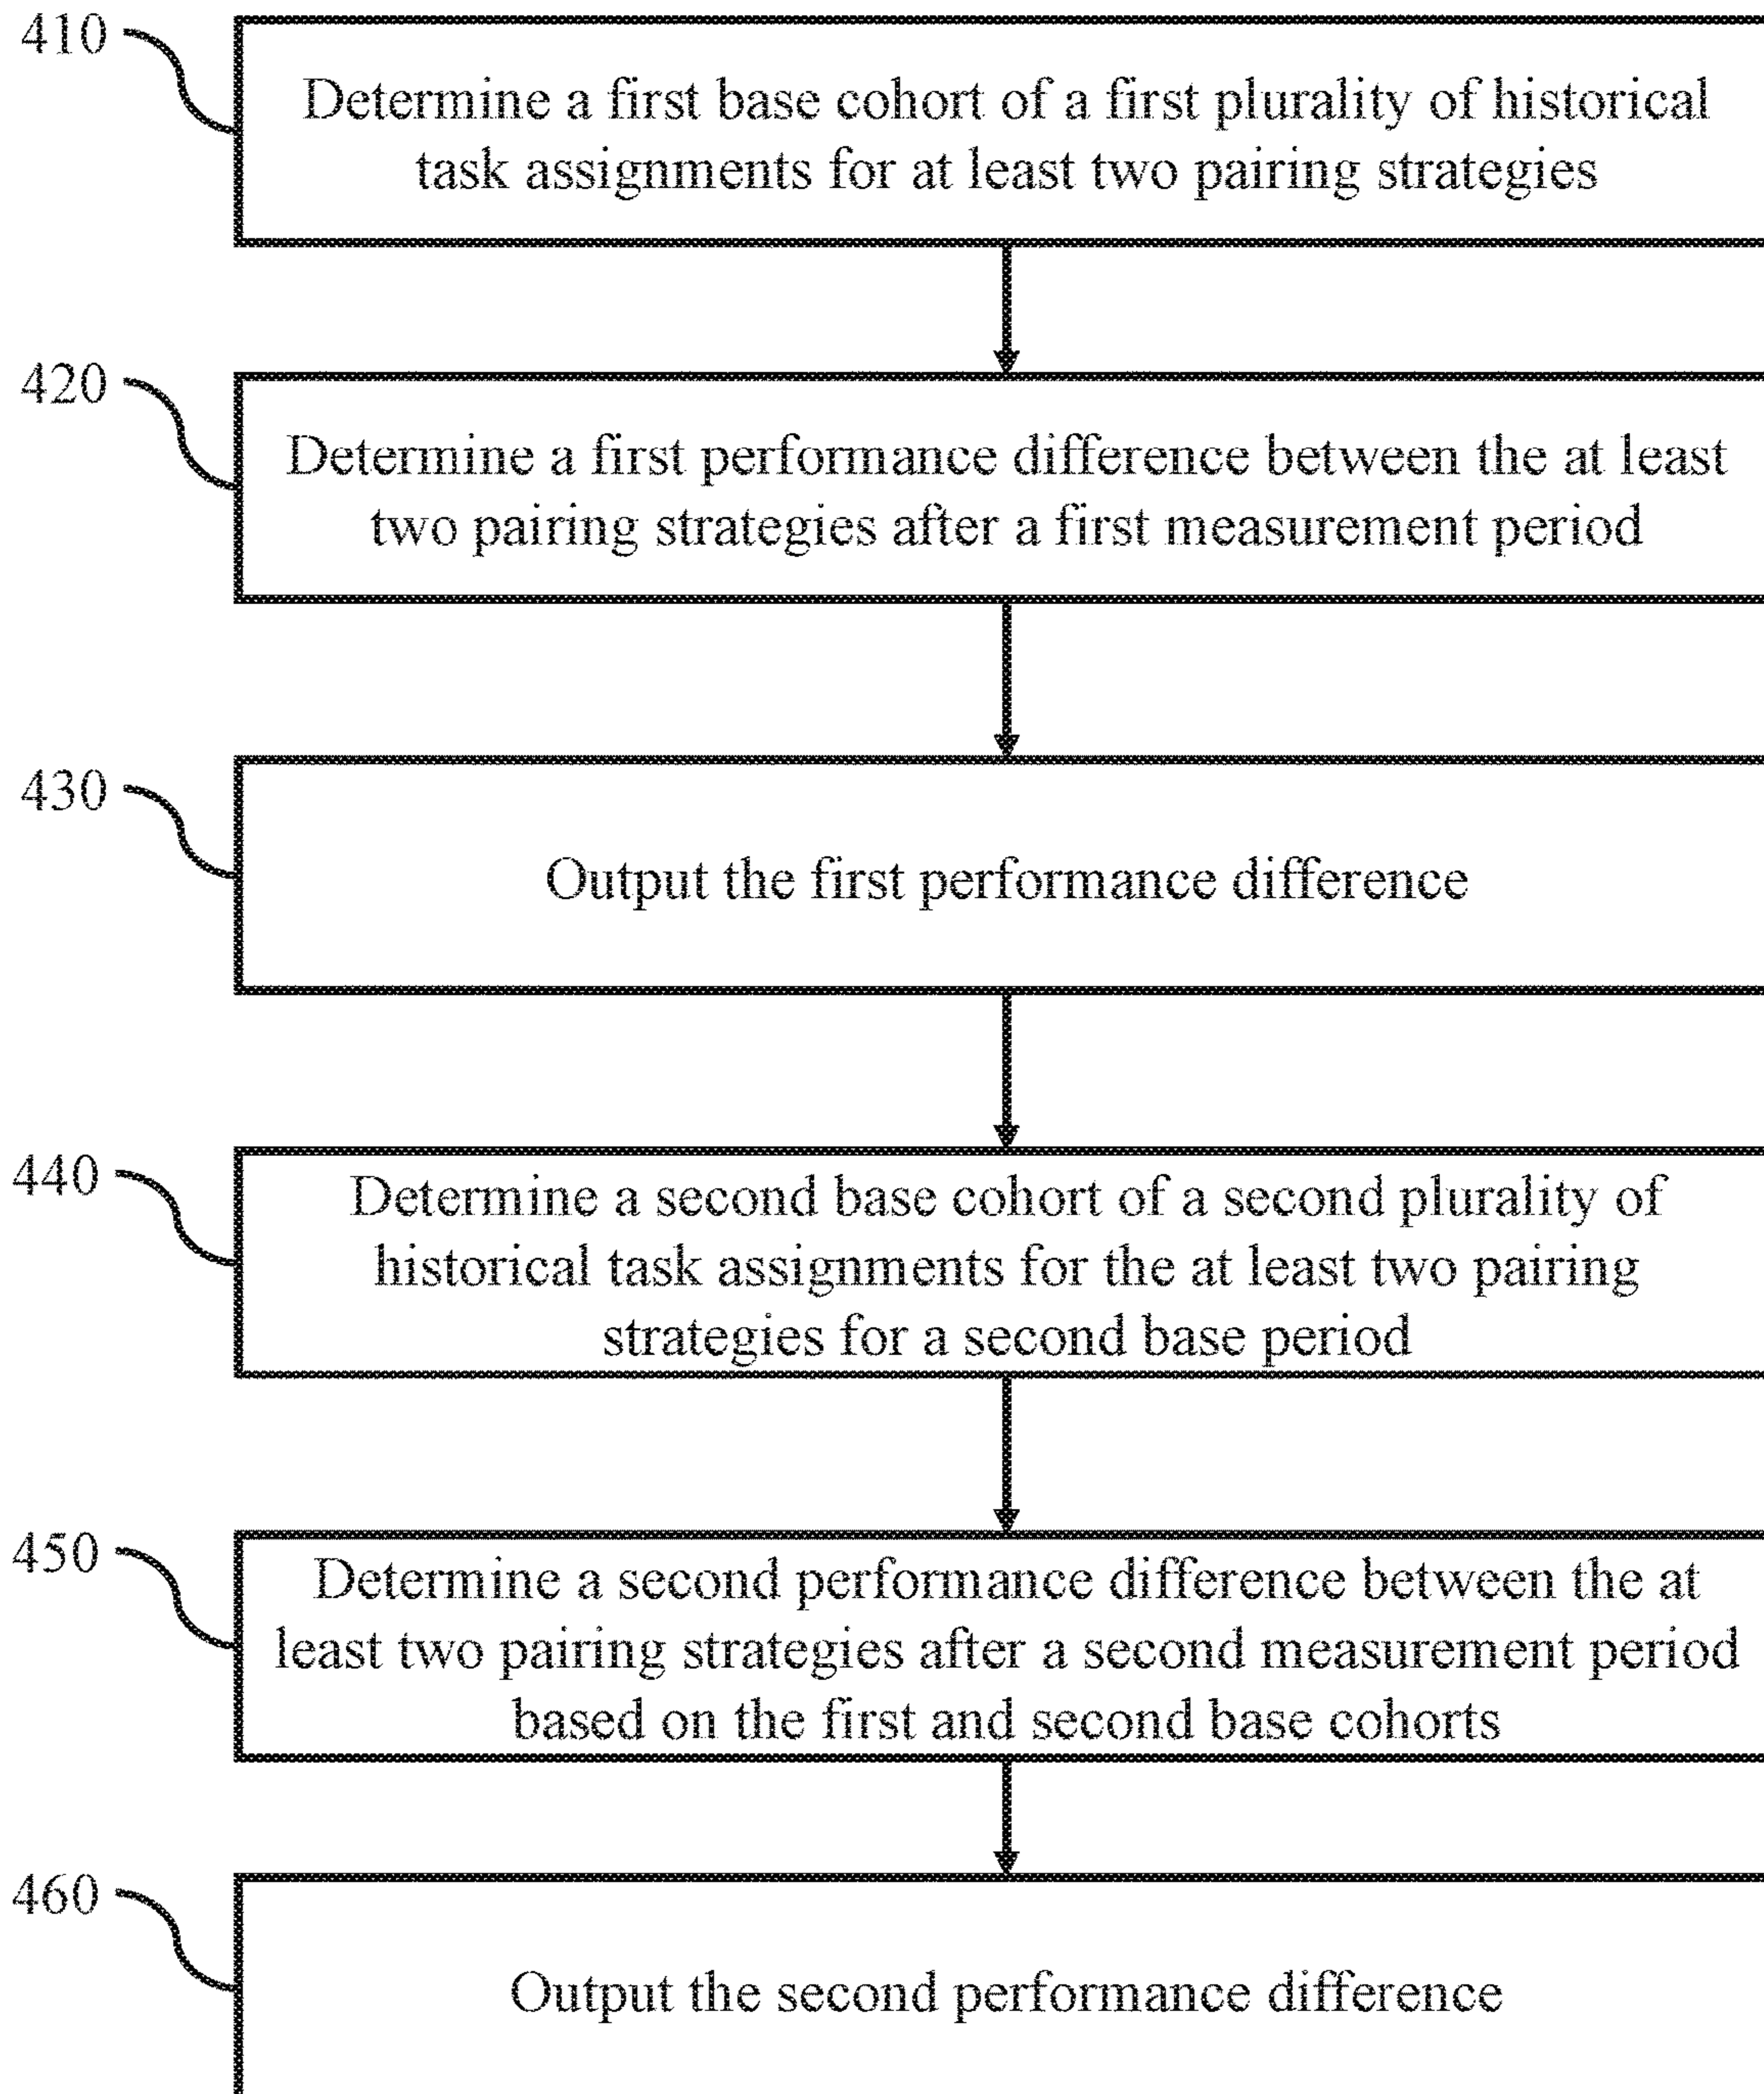 410
Determine a first base cohort of a first plurality of historical
task assignments for at least two pairing strategies
420
Determine a first performance difference between the at least
two pairing strategies after a first measurement period
430
Output the first performance difference
440
Determine a second base cohort of a second plurality of
historical task assignments for the at least two pairing
strategies for a second base period
450
Determine a second performance difference between the at
least two pairing strategies after a second measurement period
based on the first and second base cohorts
460
Output the second performance difference